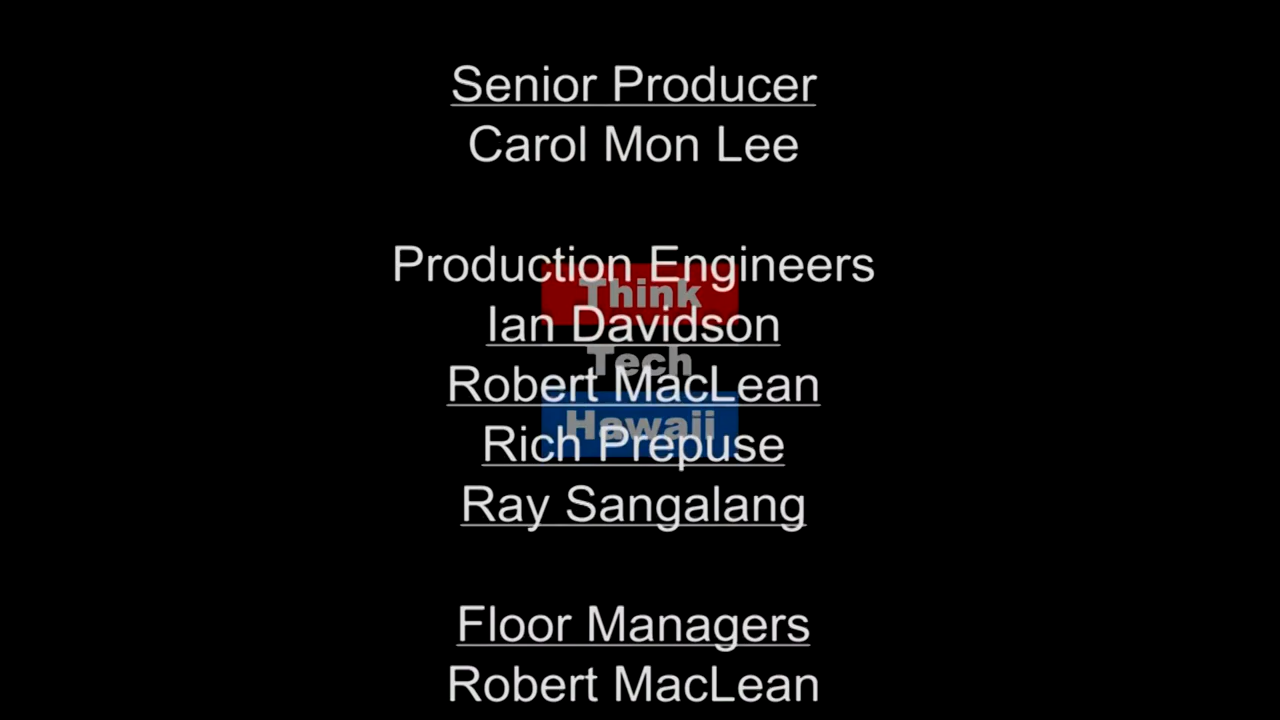 Senior Producer
Carol Mon Lee
Production Engineers
Think
Ian Davidson
Tech
Robert MacLean
Hawaii
Rich Prepuse
Ray Sangalang
Floor Managers
Robert MacLean